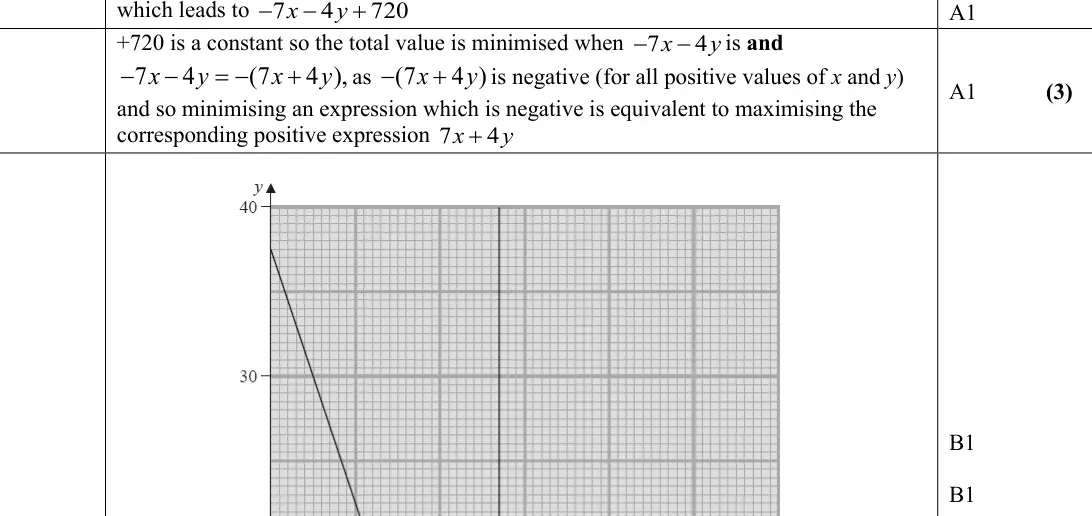 which leads to −7x − 4y + 720
A1
+720 is a constant so the total value is minimised when −7x − 4y is and
−7x − 4y = −(7x + 4y), as −(7x + 4y) is negative (for all positive values of x and y)
and so minimising an expression which is negative is equivalent to maximising the
corresponding positive expression 7x + 4y
A1 (3)
y
40
30
B1
B1